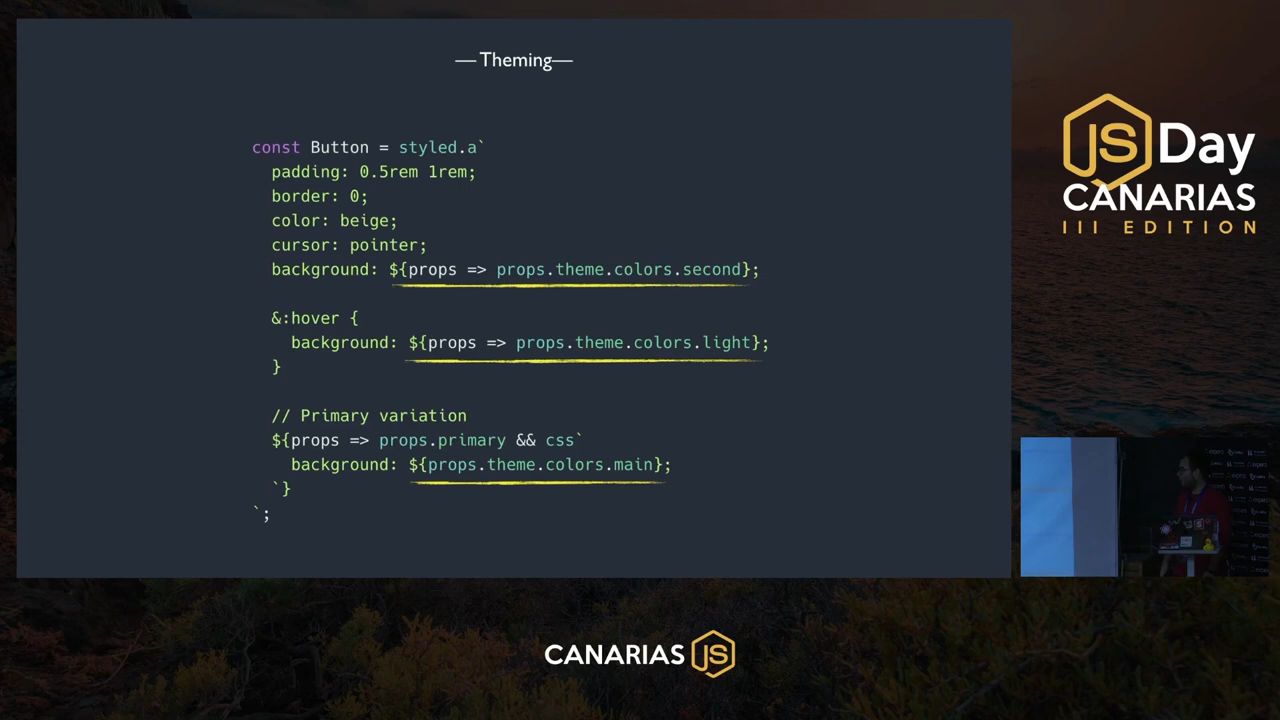 — Theming—
const Button = styled.a`
padding: 0.5rem 1rem;
border: 0;
color: beige;
cursor: pointer;
background: ${props => props.theme.colors.second};
&:hover {
background: ${props => props.theme.colors.light};
}
// Primary variation
${props => props.primary && css`
background: ${props.theme.colors.main};
`}
`;
JS Day
CANARIAS
III EDITION
CANARIAS JS